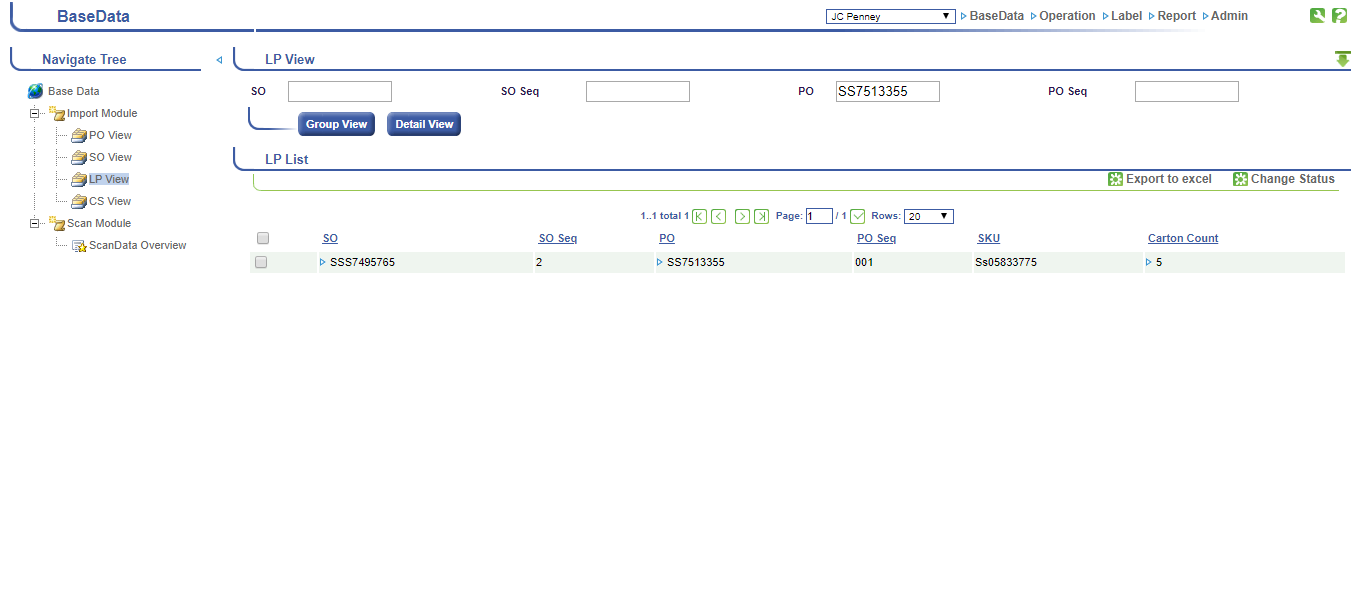 BaseData
JC Penney BaseData Operation Label Report Admin
Navigate Tree
LP View
Base Data
Import Module
PO View
SO View
LP View
CS View
Scan Module
ScanData Overview
SO SO Seq PO SS7513355 PO Seq
Group View Detail View
LP List
Export to excel Change Status
1..1 total 1 Page: 1 / 1 Rows: 20
SO SO Seq PO PO Seq SKU Carton Count
SSS7495765 2 SS7513355 001 Ss05833775 5